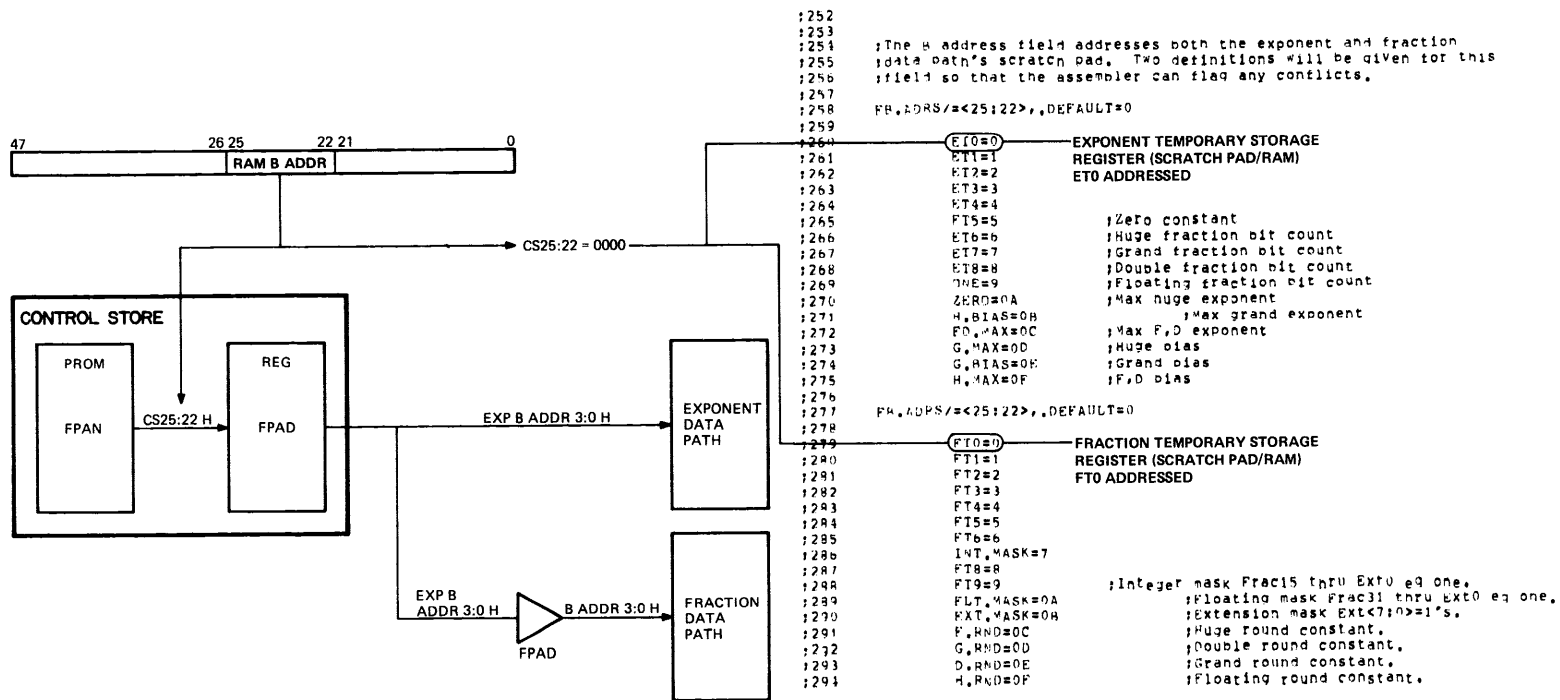 47 26 25 22 21 0
RAM B ADDR
CS25:22 = 0000
CONTROL STORE
PROM
FPAN
CS25:22 H
REG
FPAD
EXP B ADDR 3:0 H
EXPONENT
DATA
PATH
EXP B
ADDR 3:0 H
FPAD
B ADDR 3:0 H
FRACTION
DATA
PATH
;252
;253
;254 ;The B address field addresses both the exponent and fraction
;255 ;data path's scratch pad. Two definitions will be given for this
;256 ;field so that the assembler can flag any conflicts.
;257
;258 FB.ADRS/=<25:22>,.DEFAULT=0
;259
;260 ET0=0 EXPONENT TEMPORARY STORAGE
REGISTER (SCRATCH PAD/RAM)
ET0 ADDRESSED
;261 ET1=1
;262 ET2=2
;263 ET3=3
;264 ET4=4
;265 ET5=5 ;Zero constant
;266 ET6=6 ;Huge fraction bit count
;267 ET7=7 ;Grand fraction bit count
;268 ET8=8 ;Double fraction bit count
;269 ONE=9 ;Floating fraction bit count
;270 ZERO=0A ;Max huge exponent
;271 H.BIAS=0B ;Max grand exponent
;272 FD.MAX=0C ;Max F,D exponent
;273 G.MAX=0D ;Huge bias
;274 G.BIAS=0E ;Grand bias
;275 H.MAX=0F ;F,D bias
;276
;277 FR.ADRS/=<25:22>,.DEFAULT=0
;278
;279 FT0=0 FRACTION TEMPORARY STORAGE
REGISTER (SCRATCH PAD/RAM)
FT0 ADDRESSED
;280 FT1=1
;291 FT2=2
;282 FT3=3
;283 FT4=4
;284 FT5=5
;285 FT6=6
;286 INT.MASK=7
;287 FT8=8
;298 FT9=9 ;Integer mask Frac15 thru Ext0 eq one.
;289 FLT.MASK=0A ;Floating mask Frac31 thru Ext0 eq one.
;270 EXT.MASK=0B ;Extension mask Ext<7:0>=1's.
;291 F.RND=0C ;Huge round constant.
;292 G.RND=0D ;Double round constant.
;293 D.RND=0E ;Grand round constant.
;294 H.RND=0F ;Floating round constant.